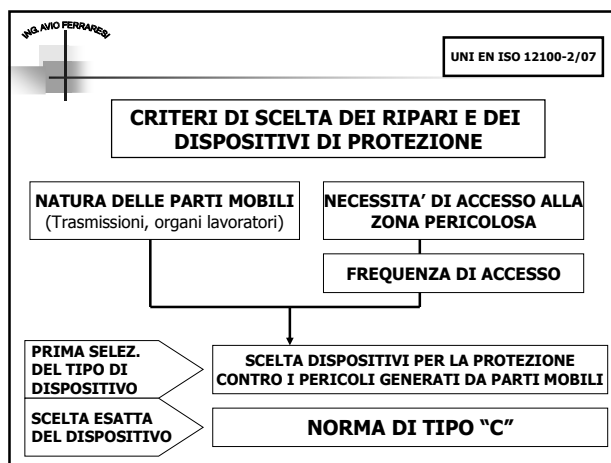 ING. AVIO FERRARESI
UNI EN ISO 12100-2/07
CRITERI DI SCELTA DEI RIPARI E DEI
DISPOSITIVI DI PROTEZIONE
NATURA DELLE PARTI MOBILI
(Trasmissioni, organi lavoratori)
NECESSITA’ DI ACCESSO ALLA
ZONA PERICOLOSA
FREQUENZA DI ACCESSO
PRIMA SELEZ.
DEL TIPO DI
DISPOSITIVO
SCELTA DISPOSITIVI PER LA PROTEZIONE
CONTRO I PERICOLI GENERATI DA PARTI MOBILI
SCELTA ESATTA
DEL DISPOSITIVO
NORMA DI TIPO “C”